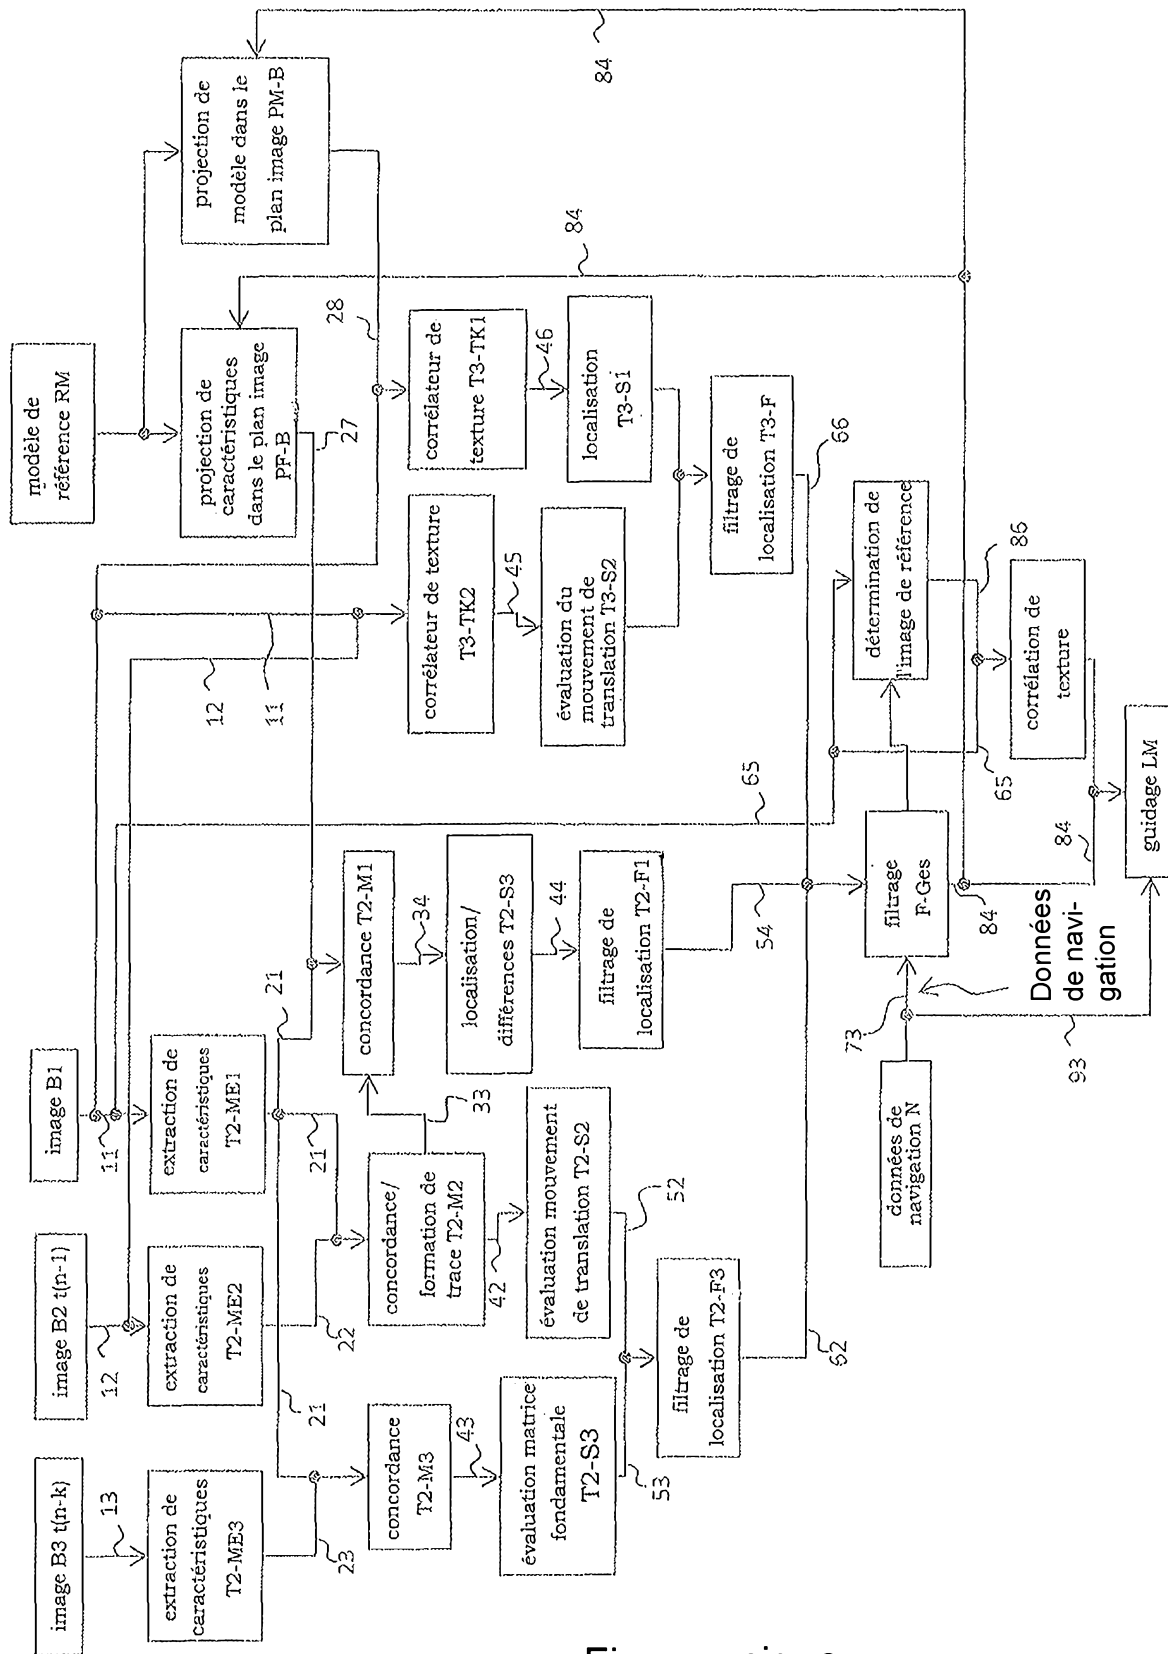 modèle de
référence RM
projection de
caractéristiques
dans le plan image
PF-B
projection de
modèle dans le
plan image PM-B
84
84
27
28
12
11
corrélateur de texture
T3-TK2
corrélateur de
texture T3-TK1
45
46
évaluation du
mouvement de
translation T3-S2
localisation
T3-S1
filtrage de
localisation T3-F
66
image B1
11
image B2 t(n-1)
12
image B3 t(n-k)
13
extraction de
caractéristiques
T2-ME1
extraction de
caractéristiques
T2-ME2
extraction de
caractéristiques
T2-ME3
21
21
21
22
23
concordance T2-M1
concordance/
formation de
trace T2-M2
concordance
T2-M3
33
34
42
43
localisation/
différences T2-S3
évaluation mouvement
de translation T2-S2
évaluation matrice
fondamentale
T2-S3
44
52
53
filtrage de
localisation T2-F1
filtrage de
localisation T2-F3
54
62
65
données de
navigation N
73
93
filtrage
F-Ges
84
Données
de navi-
gation
détermination de
l'image de référence
65
86
corrélation de
texture
84
guidage LM